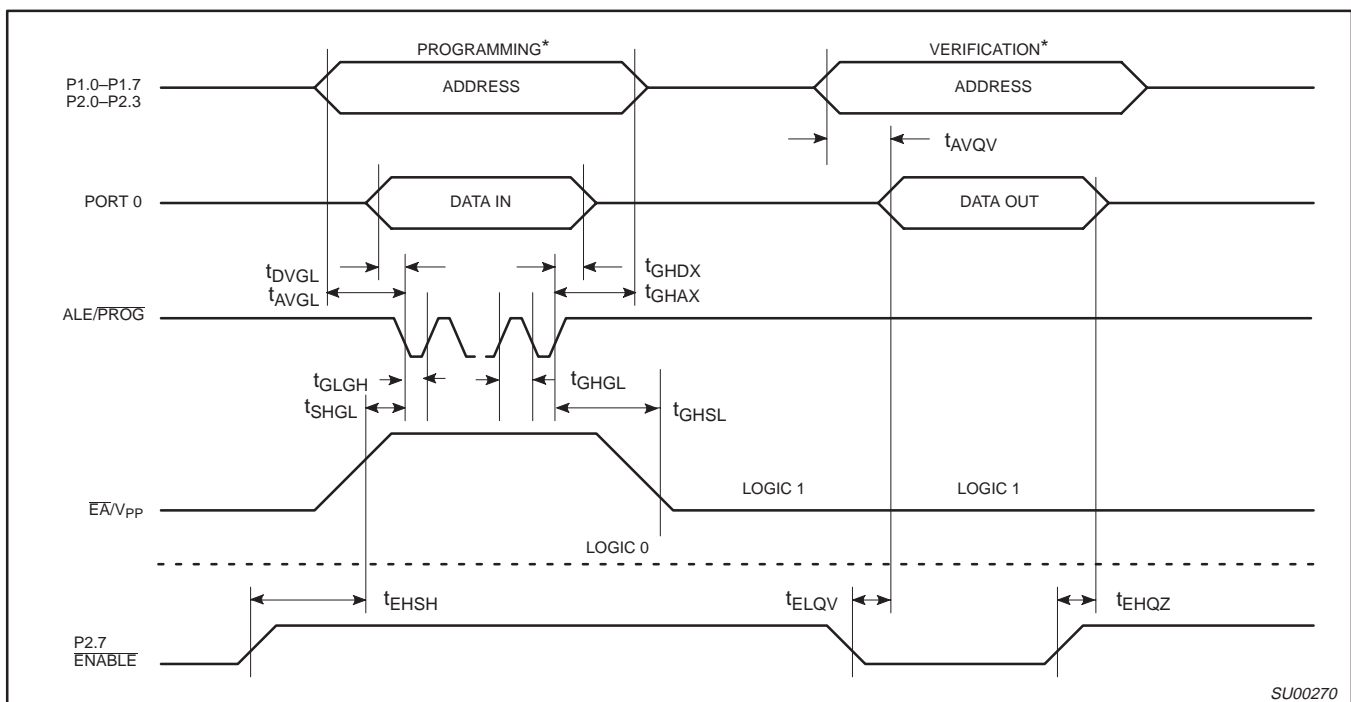 PROGRAMMING*
VERIFICATION*
P1.0–P1.7
P2.0–P2.3
ADDRESS
ADDRESS
tAVQV
PORT 0
DATA IN
DATA OUT
tDVGL
tGHDX
tAVGL
tGHAX
ALE/PROG
tGLGH
tGHGL
tSHGL
tGHSL
LOGIC 1
LOGIC 1
EA/VPP
LOGIC 0
tEHSH
tELQV
tEHQZ
P2.7
ENABLE
SU00270